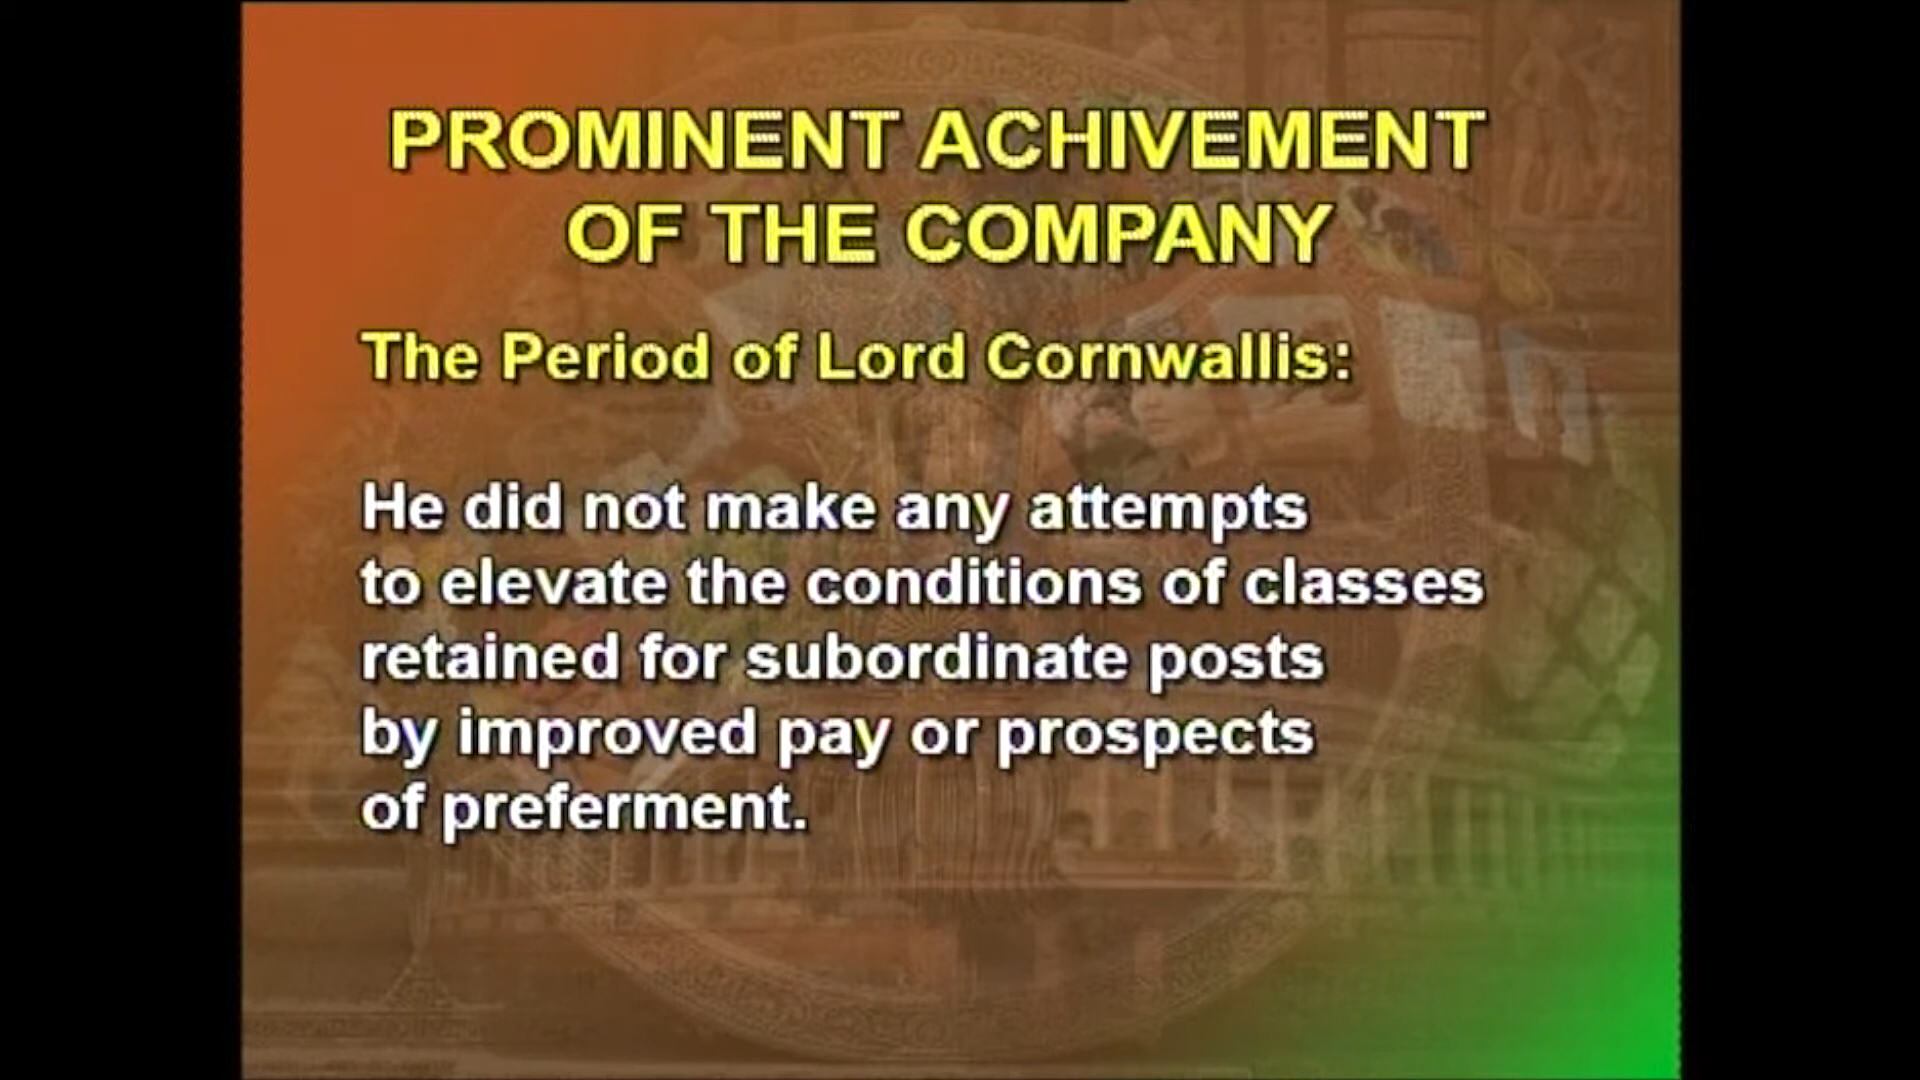 PROMINENT ACHIVEMENT
OF THE COMPANY
The Period of Lord Cornwallis:
He did not make any attempts
to elevate the conditions of classes
retained for subordinate posts
by improved pay or prospects
of preferment.